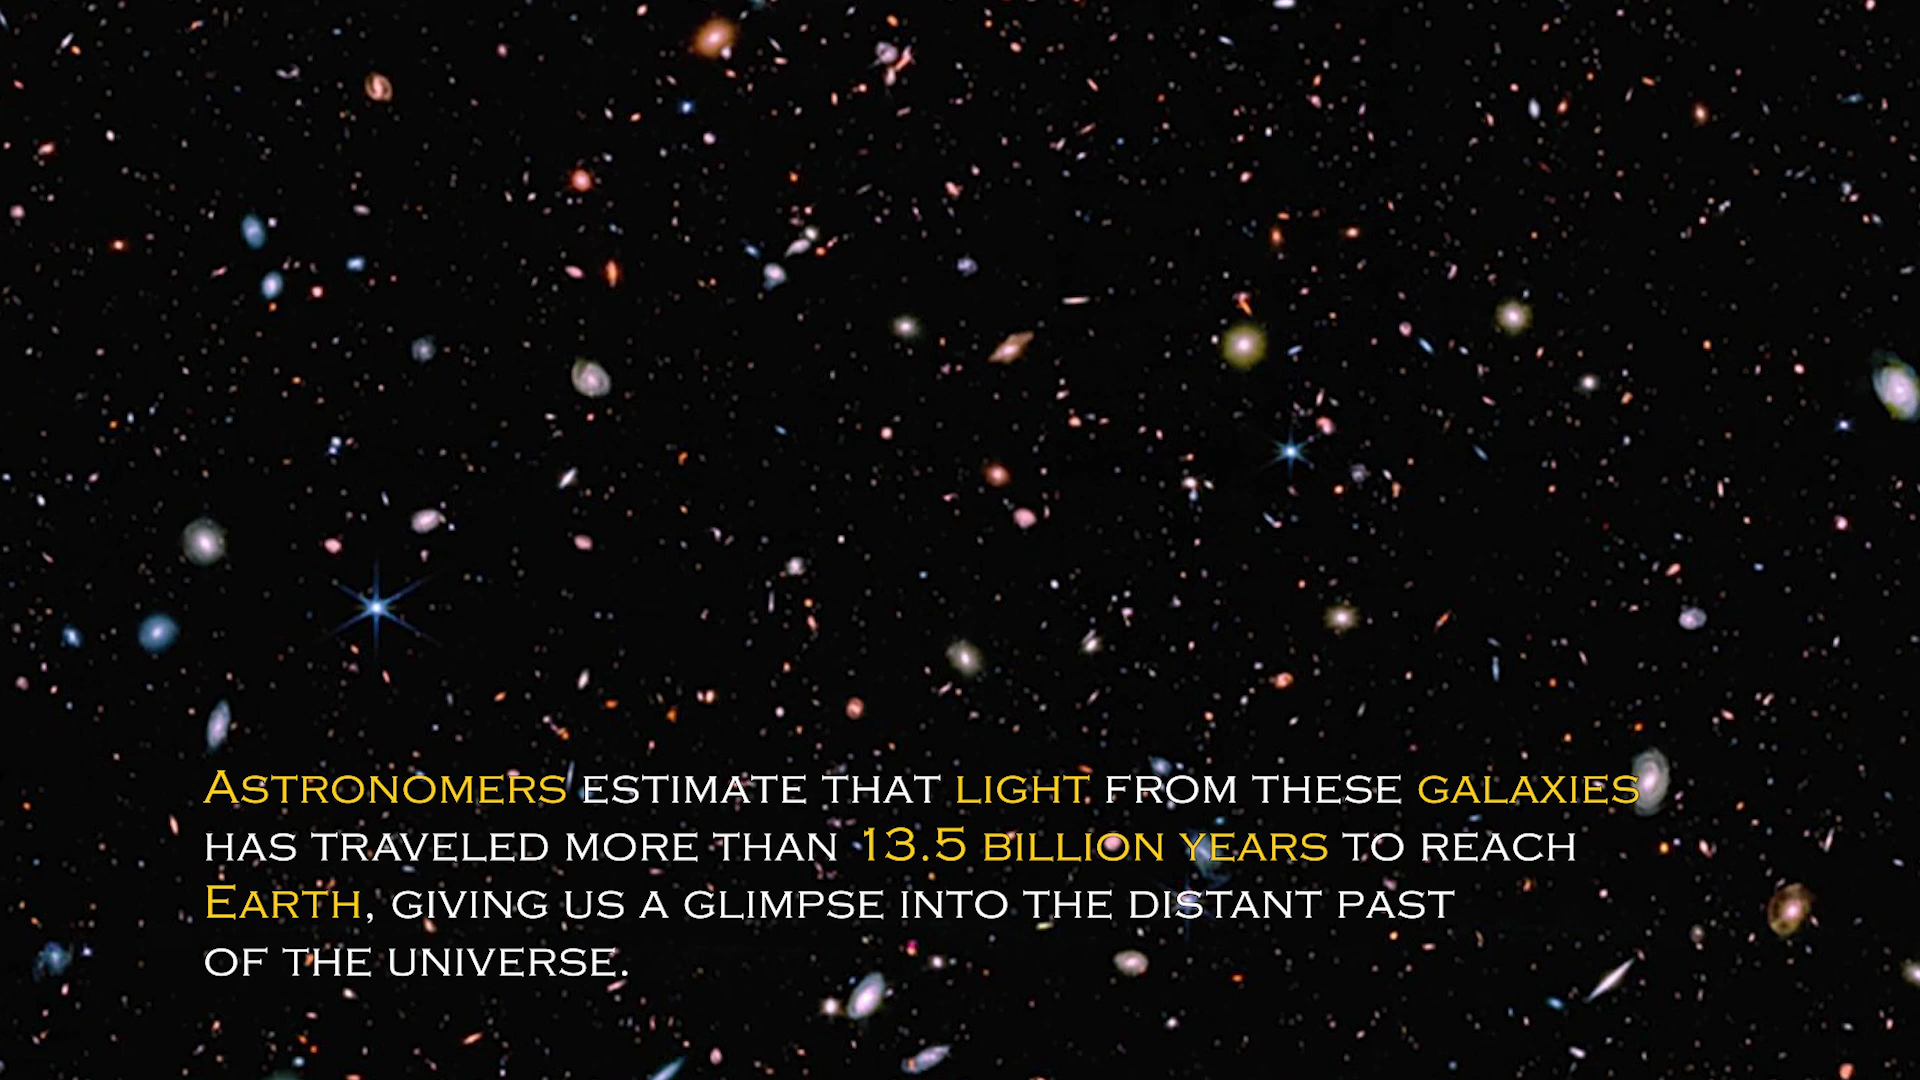 Astronomers estimate that light from these galaxies
has traveled more than 13.5 billion years to reach
Earth, giving us a glimpse into the distant past
of the universe.